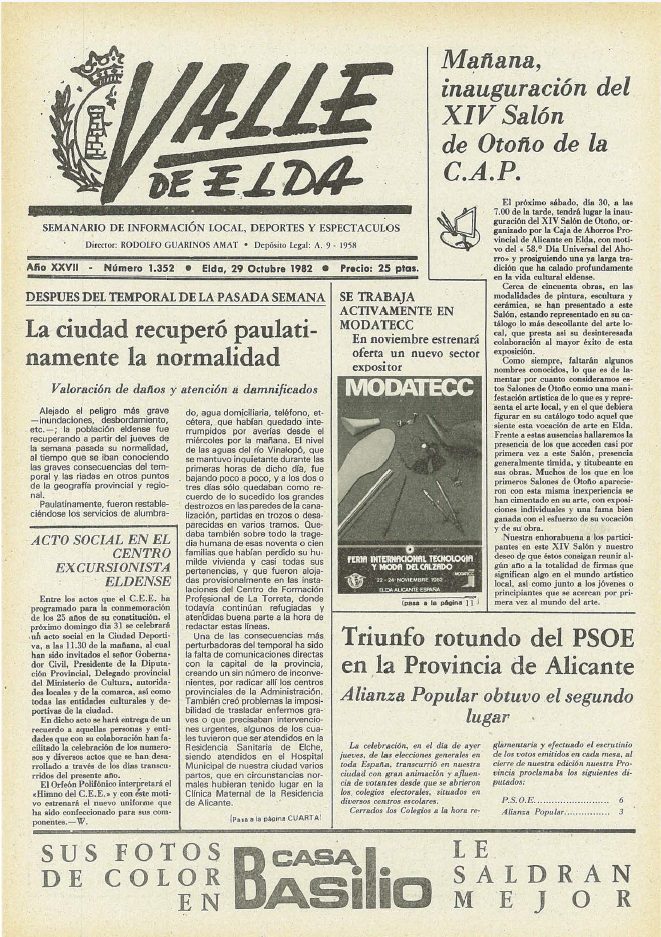 VALLE
DE ELDA
SEMANARIO DE INFORMACIÓN LOCAL, DEPORTES Y ESPECTACULOS
Director: RODOLFO GUARINOS AMAT • Depósito Legal: A. 9 - 1958
Año XXVII - Número 1.352 • Elda, 29 Octubre 1982 • Precio: 25 ptas.
Mañana,
inauguración del
XIV Salón
de Otoño de la
C.A.P.
El próximo sábado, día 30, a las
7.00 de la tarde, tendrá lugar la inau-
guración del XIV Salón de Otoño, or-
ganizado por la Caja de Ahorros Pro-
vincial de Alicante en Elda, con moti-
vo del « 58.º Día Universal del Aho-
rro» y prosiguiendo una ya larga tra-
dición que ha calado profundamente
en la vida cultural eldense.
Cerca de cincuenta obras, en las
modalidades de pintura, escultura y
cerámica, se han presentado a este
Salón, estando representado en su ca-
tálogo lo más descollante del arte lo-
cal, que presta así su desinteresada
colaboración al mayor éxito de esta
exposición.
Como siempre, faltarán algunos
nombres conocidos, lo que es de la-
mentar por cuanto consideramos es-
tos Salones de Otoño como una mani-
festación artística de lo que es y repre-
senta el arte local, y en el que debiera
figurar en su catálogo todo aquel que
siente esta vocación de arte en Elda.
Frente a estas ausencias hallaremos la
presencia de los que acceden casi por
primera vez a este Salón, presencia
generalmente tímida, y titubeante en
sus obras. Muchos de los que en los
primeros Salones de Otoño aparecie-
ron con esta misma inexperiencia se
han cimentado en su arte, con exposi-
ciones individuales y una fama bien
ganada con el esfuerzo de su vocación
y de su obra.
Nuestra enhorabuena a los partici-
pantes en este XIV Salón y nuestro
deseo de que éstos consigan reunir al-
gún año la totalidad de firmas que
significan algo en el mundo artístico
local, así como junto a los jóvenes o
principiantes que se acercan por pri-
mera vez al mundo del arte.
DESPUES DEL TEMPORAL DE LA PASADA SEMANA
La ciudad recuperó paulati-
namente la normalidad
Valoración de daños y atención a damnificados
Alejado el peligro más grave
—inundaciones, desbordamiento,
etc.—; la población eldense fue
recuperando a partir del jueves de
la semana pasada su normalidad,
al tiempo que se iban conociendo
las graves consecuencias del tem-
poral y las riadas en otros puntos
de la geografía provincial y regio-
nal.
Paulatinamente, fueron restable-
ciéndose los servicios de alumbra-
do, agua domiciliaria, teléfono, et-
cétera, que habían quedado inte-
rrumpidos por averías desde el
miércoles por la mañana. El nivel
de las aguas del río Vinalopó, que
se mantuvo inquietante durante las
primeras horas de dicho día, fue
bajando poco a poco, y a los dos o
tres días sólo quedaban como re-
cuerdo de lo sucedido los grandes
destrozos en las paredes de la cana-
lización, partidas en trozos o desa-
parecidas en varios tramos. Que-
daba también sobre todo la trage-
dia humana de esas noventa o cien
familias que habían perdido su hu-
milde vivienda y casi todas sus
pertenencias, y que fueron aloja-
das provisionalmente en las insta-
laciones del Centro de Formación
Profesional de La Torreta, donde
todavía continúan refugiadas y
atendidas buena parte a la hora de
redactar estas líneas.
Una de las consecuencias más
perturbadoras del temporal ha sido
la falta de comunicaciones directas
con la capital de la provincia,
creando un sin número de inconve-
nientes, por radicar allí los centros
provinciales de la Administración.
También creó problemas la imposi-
bilidad de trasladar enfermos gra-
ves o que precisaban intervencio-
nes urgentes, algunos de los cua-
les tuvieron que ser atendidos en la
Residencia Sanitaria de Elche,
siendo atendidos en el Hospital
Municipal de nuestra ciudad varios
partos, que en circunstancias nor-
males hubieran tenido lugar en la
Clínica Maternal de la Residencia
de Alicante.
(Pasa a la página CUARTA)
ACTO SOCIAL EN EL
CENTRO
EXCURSIONISTA
ELDENSE
Entre los actos que el C.E.E. ha
programado para la conmemoración
de los 25 años de su constitución, el
próximo domingo día 31 se celebrará
un acto social en la Ciudad Deporti-
va, a las 11.30 de la mañana, al cual
han sido invitados el señor Goberna-
dor Civil, Presidente de la Diputa-
ción Provincial, Delegado provincial
del Ministerio de Cultura, autorida-
des locales y de la comarca, así como
todas las entidades culturales y de-
portivas de la ciudad.
En dicho acto se hará entrega de un
recuerdo a aquellas personas y enti-
dades que con su colaboración han fa-
cilitado la celebración de los numero-
sos y diversos actos que se han desa-
rrollado a través de los días transcu-
rridos del presente año.
El Orfeón Polifónico interpretará el
«Himno del C.E.E.» y con éste mo-
tivo estrenará el nuevo uniforme que
ha sido confeccionado para sus com-
ponentes.—W.
SE TRABAJA
ACTIVAMENTE EN
MODATECC
En noviembre estrenará
oferta un nuevo sector
expositor
MODATECC
FERIA INTERNACIONAL TECNOLOGIA
Y MODA DEL CALZADO
22 - 24 NOVIEMBRE 1982
ELDA ALICANTE ESPAÑA
MODATECC
(pasa a la página 11)
Triunfo rotundo del PSOE
en la Provincia de Alicante
Alianza Popular obtuvo el segundo
lugar
La celebración, en el día de ayer
jueves, de las elecciones generales en
toda España, transcurrió en nuestra
ciudad con gran animación y afluen-
cia de votantes desde que se abrieron
los colegios electorales, situados en
diversos centros escolares.
Cerrados los Colegios a la hora re-
glamentaria y efectuado el escrutinio
de los votos emitidos en cada mesa, al
cierre de nuestra edición nuestra Pro-
vincia proclamaba los siguientes di-
putados:
P.S.O.E. 6
Alianza Popular 3
SUS FOTOS
DE COLOR
EN
CASA
BASILIO
LE
SALDRAN
MEJOR